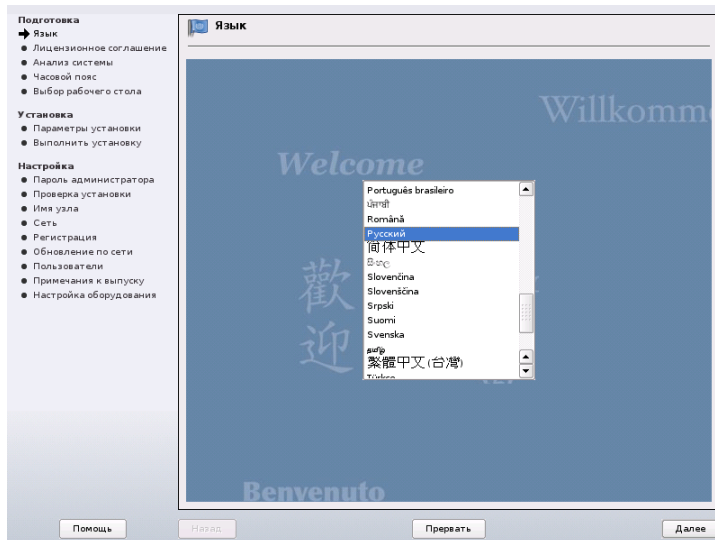 Подготовка
Язык
Лицензионное соглашение
Анализ системы
Часовой пояс
Выбор рабочего стола
Установка
Параметры установки
Выполнить установку
Настройка
Пароль администратора
Проверка установки
Имя узла
Сеть
Регистрация
Обновление по сети
Пользователи
Примечания к выпуску
Настройка оборудования
Язык
Willkomme
Welcome
歡
迎
Português brasileiro
ਪੰਜਾਬੀ
Română
Русский
简体中文
සිංහල
Slovenčina
Slovenščina
Srpski
Suomi
Svenska
தமிழ்
繁體中文(台灣)
Türkçe
Benvenuto
Помощь
Назад
Прервать
Далее